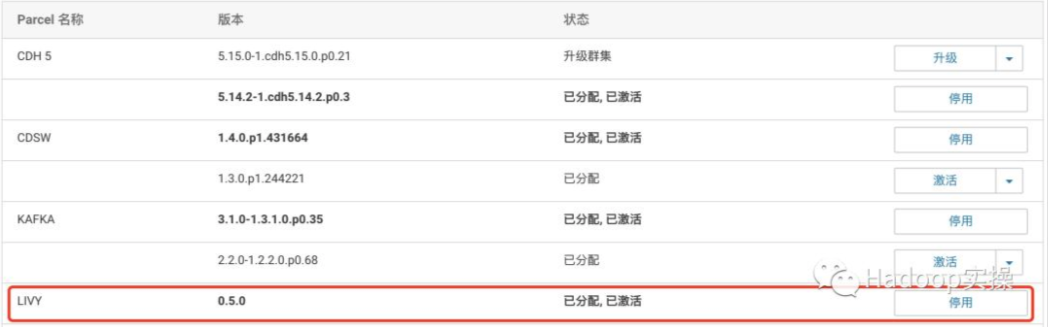 Parcel 名称 版本 状态
CDH 5 5.15.0-1.cdh5.15.0.p0.21 升级群集 升级
5.14.2-1.cdh5.14.2.p0.3 已分配, 已激活 停用
CDSW 1.4.0.p1.431664 已分配, 已激活 停用
1.3.0.p1.244221 已分配 激活
KAFKA 3.1.0-1.3.1.0.p0.35 已分配, 已激活 停用
2.2.0-1.2.2.0.p0.68 已分配 激活
Hadoop实操
LIVY 0.5.0 已分配, 已激活 停用